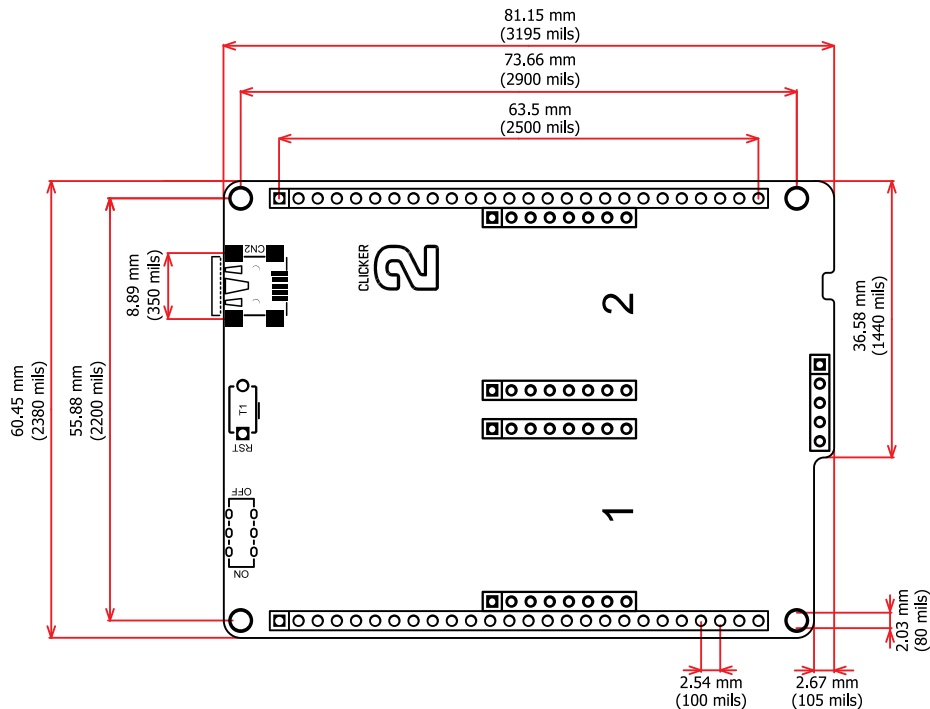 81.15 mm
(3195 mils)
73.66 mm
(2900 mils)
63.5 mm
(2500 mils)
CN2
CLICKER
2
8.89 mm
(350 mils)
2
36.58 mm
(1440 mils)
60.45 mm
(2380 mils)
55.88 mm
(2200 mils)
T1
RST
OFF
1
ON
2.03 mm
(80 mils)
2.54 mm
(100 mils)
2.67 mm
(105 mils)